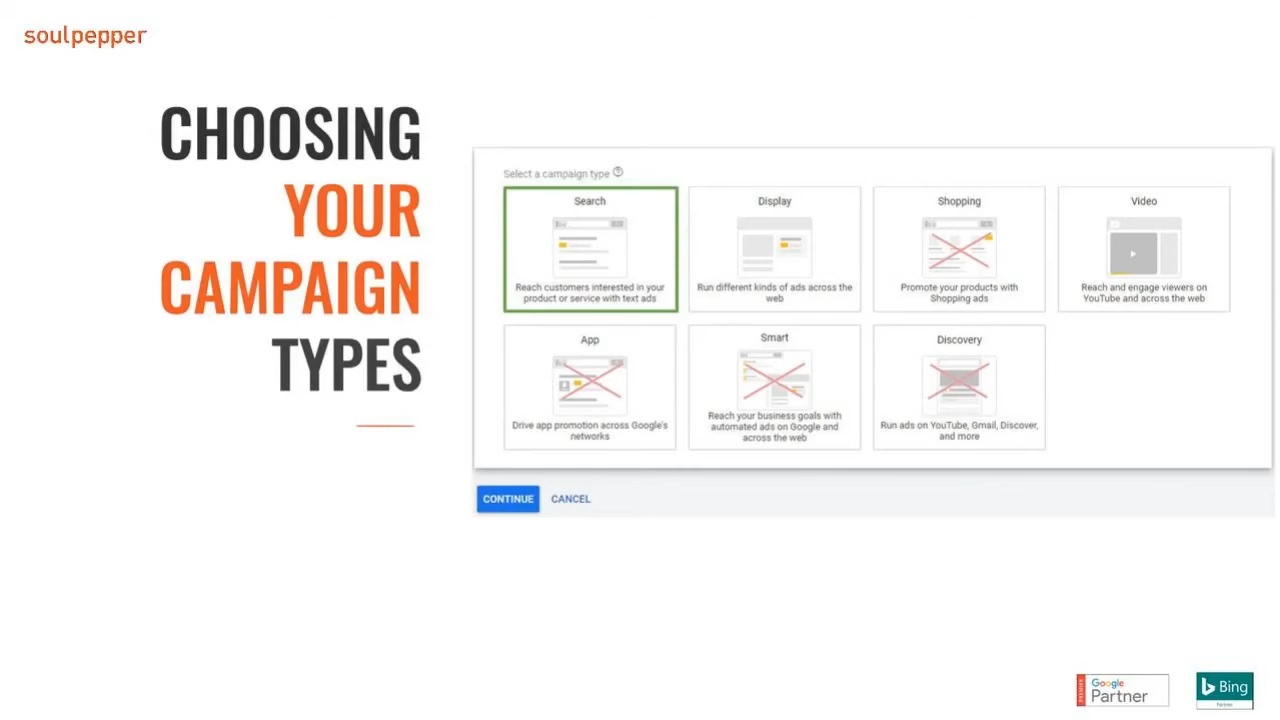 soulpepper
CHOOSING
YOUR
CAMPAIGN
TYPES
Select a campaign type
Search
Reach customers interested in your
product or service with text ads
Display
Run different kinds of ads across the
web
Shopping
Promote your products with
Shopping ads
Video
Reach and engage viewers on
YouTube and across the web
App
Drive app promotion across Google's
networks
Smart
Reach your business goals with
automated ads on Google and
across the web
Discovery
Run ads on YouTube, Gmail, Discover,
and more
CONTINUE
CANCEL
PREMIER
Google
Partner
Bing
Partner